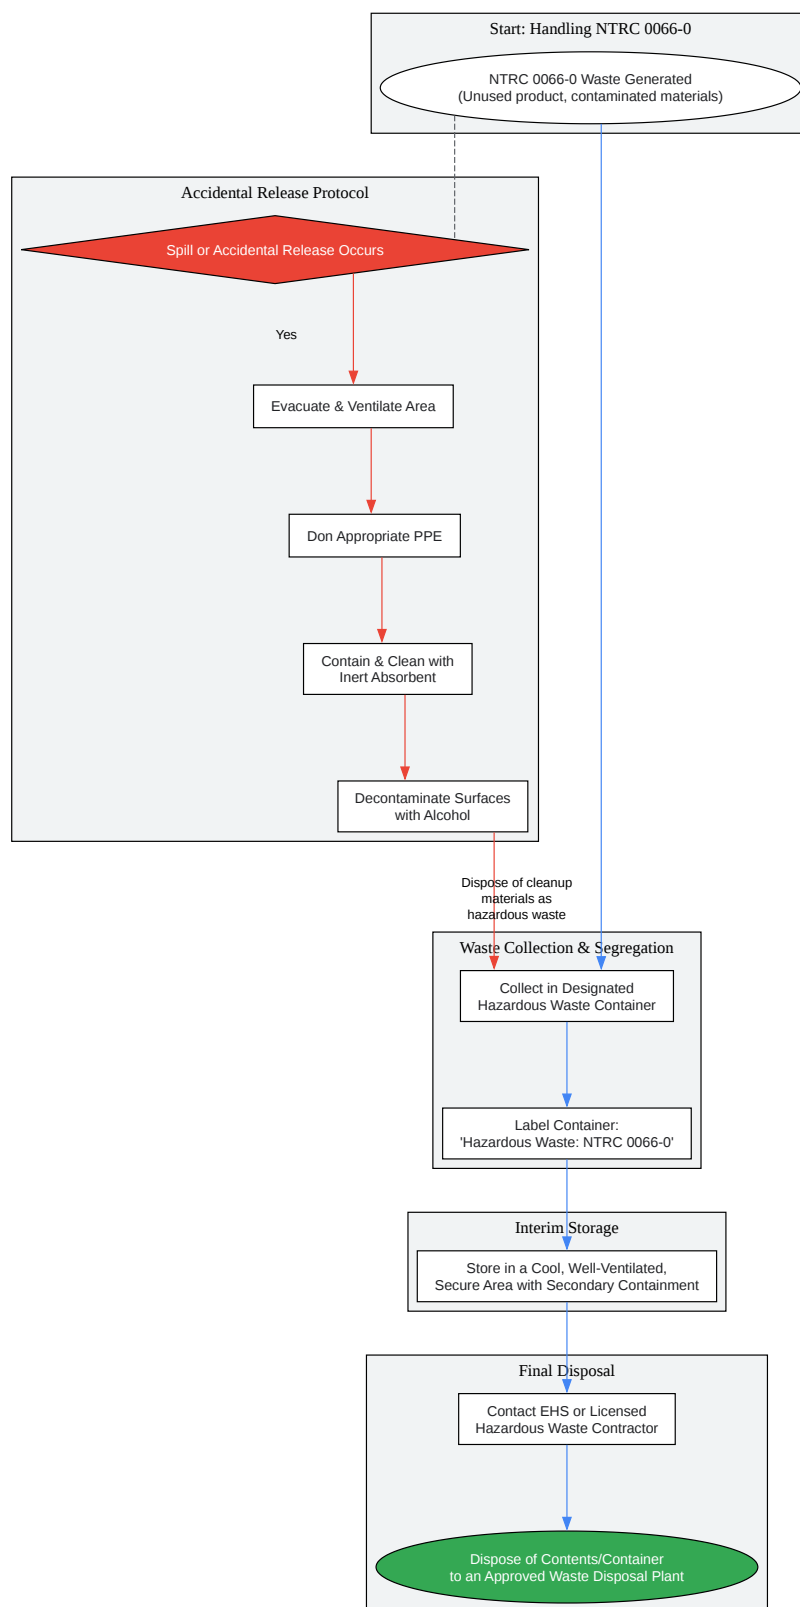 Start: Handling NTRC 0066-0
NTRC 0066-0 Waste Generated
(Unused product, contaminated materials)
Accidental Release Protocol
Spill or Accidental Release Occurs
Yes
Evacuate & Ventilate Area
Don Appropriate PPE
Contain & Clean with
Inert Absorbent
Decontaminate Surfaces
with Alcohol
Dispose of cleanup
materials as
hazardous waste
Waste Collection & Segregation
Collect in Designated
Hazardous Waste Container
Label Container:
'Hazardous Waste: NTRC 0066-0'
Interim Storage
Store in a Cool, Well-Ventilated,
Secure Area with Secondary Containment
Final Disposal
Contact EHS or Licensed
Hazardous Waste Contractor
Dispose of Contents/Container
to an Approved Waste Disposal Plant